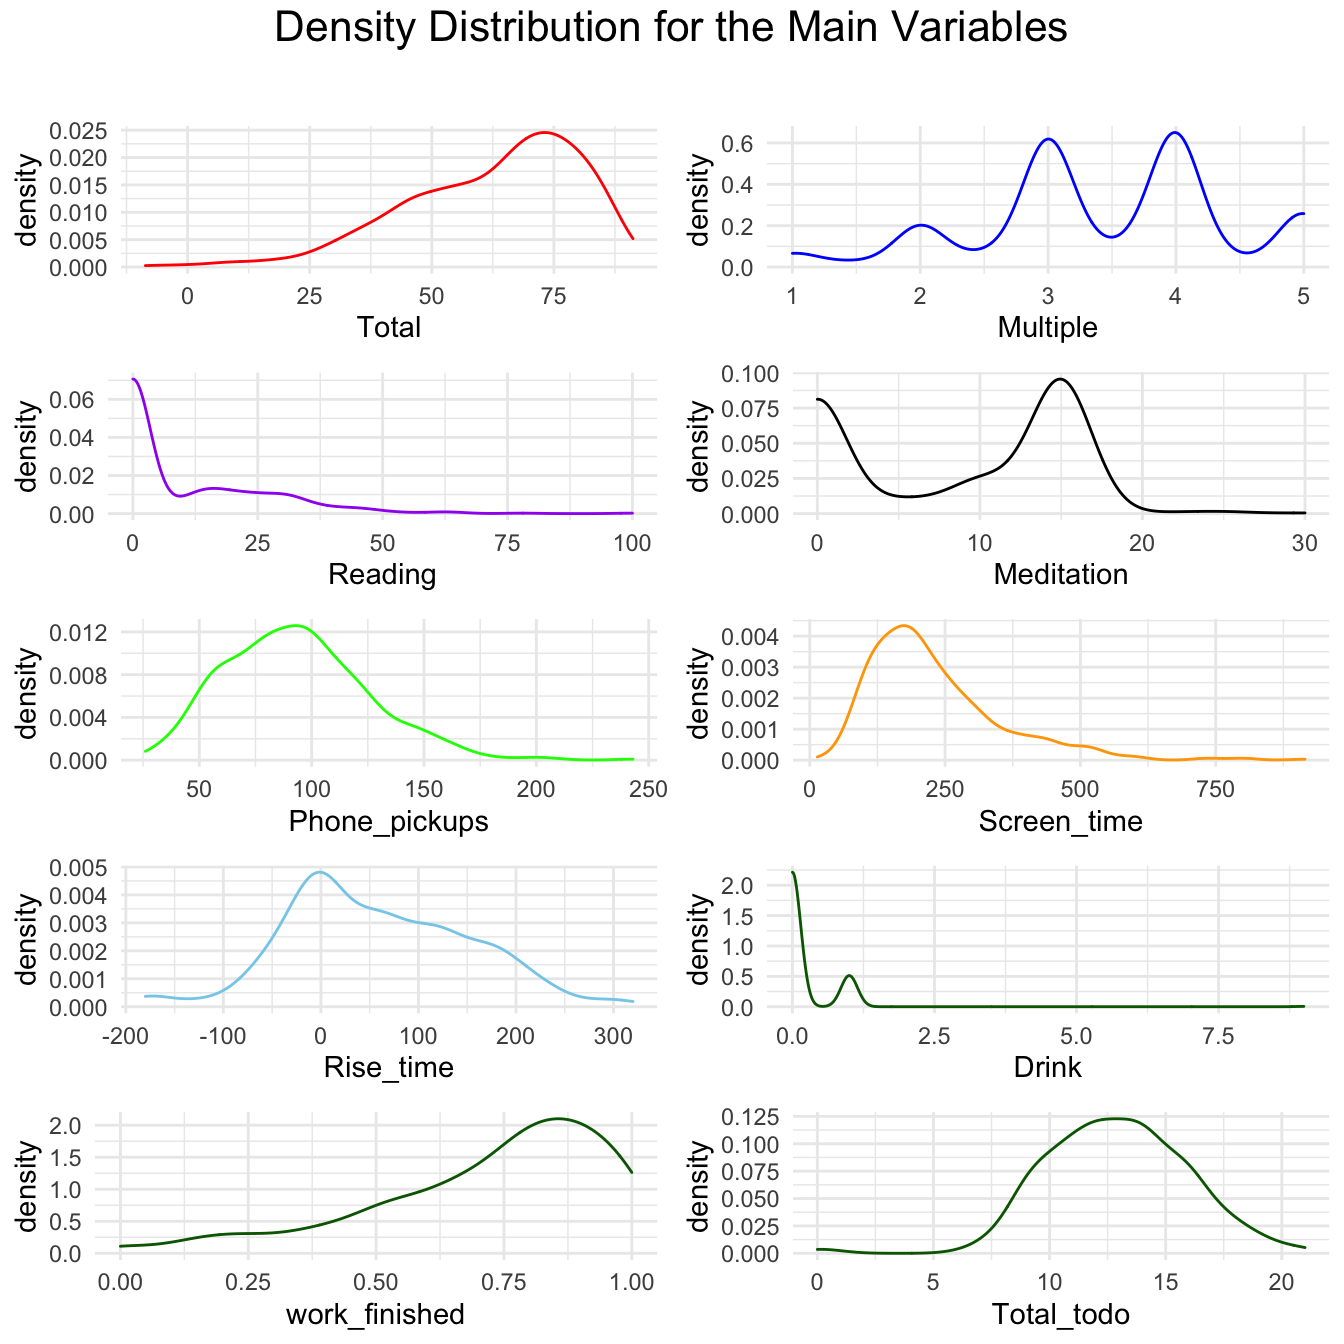 Density Distribution for the Main Variables
density
0.025
0.020
0.015
0.010
0.005
0.000
0 25 50 75
Total
density
0.6
0.4
0.2
0.0
1 2 3 4 5
Multiple
density
0.06
0.04
0.02
0.00
0 25 50 75 100
Reading
density
0.100
0.075
0.050
0.025
0.000
0 10 20 30
Meditation
density
0.012
0.008
0.004
0.000
50 100 150 200 250
Phone_pickups
density
0.004
0.003
0.002
0.001
0.000
0 250 500 750
Screen_time
density
0.005
0.004
0.003
0.002
0.001
0.000
-200 -100 0 100 200 300
Rise_time
density
2.0
1.5
1.0
0.5
0.0
0.0 2.5 5.0 7.5
Drink
density
2.0
1.5
1.0
0.5
0.0
0.00 0.25 0.50 0.75 1.00
work_finished
density
0.125
0.100
0.075
0.050
0.025
0.000
0 5 10 15 20
Total_todo